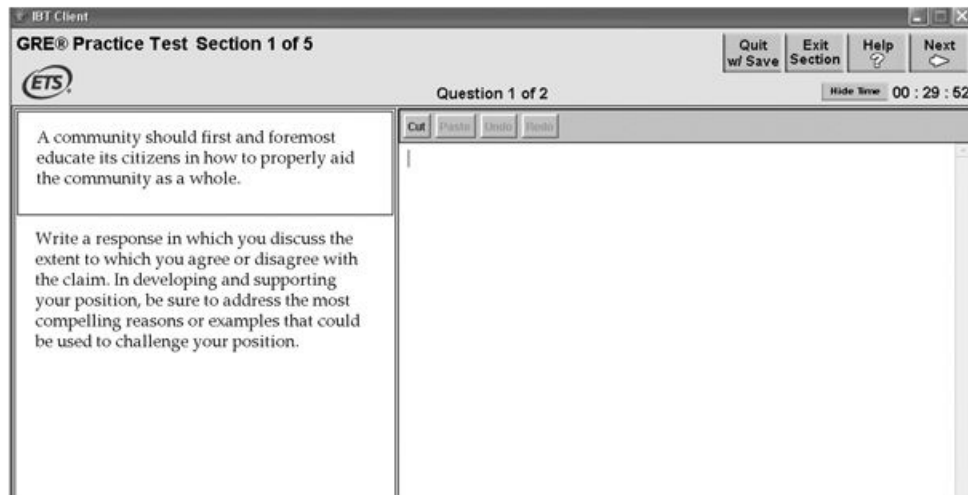 IBT Client
GRE® Practice Test Section 1 of 5
Quit w/ Save
Exit Section
Help ?
Next
ETS
Question 1 of 2
Hide Time 00 : 29 : 52
Cut Paste Undo Redo
A community should first and foremost
educate its citizens in how to properly aid
the community as a whole.
Write a response in which you discuss the
extent to which you agree or disagree with
the claim. In developing and supporting
your position, be sure to address the most
compelling reasons or examples that could
be used to challenge your position.